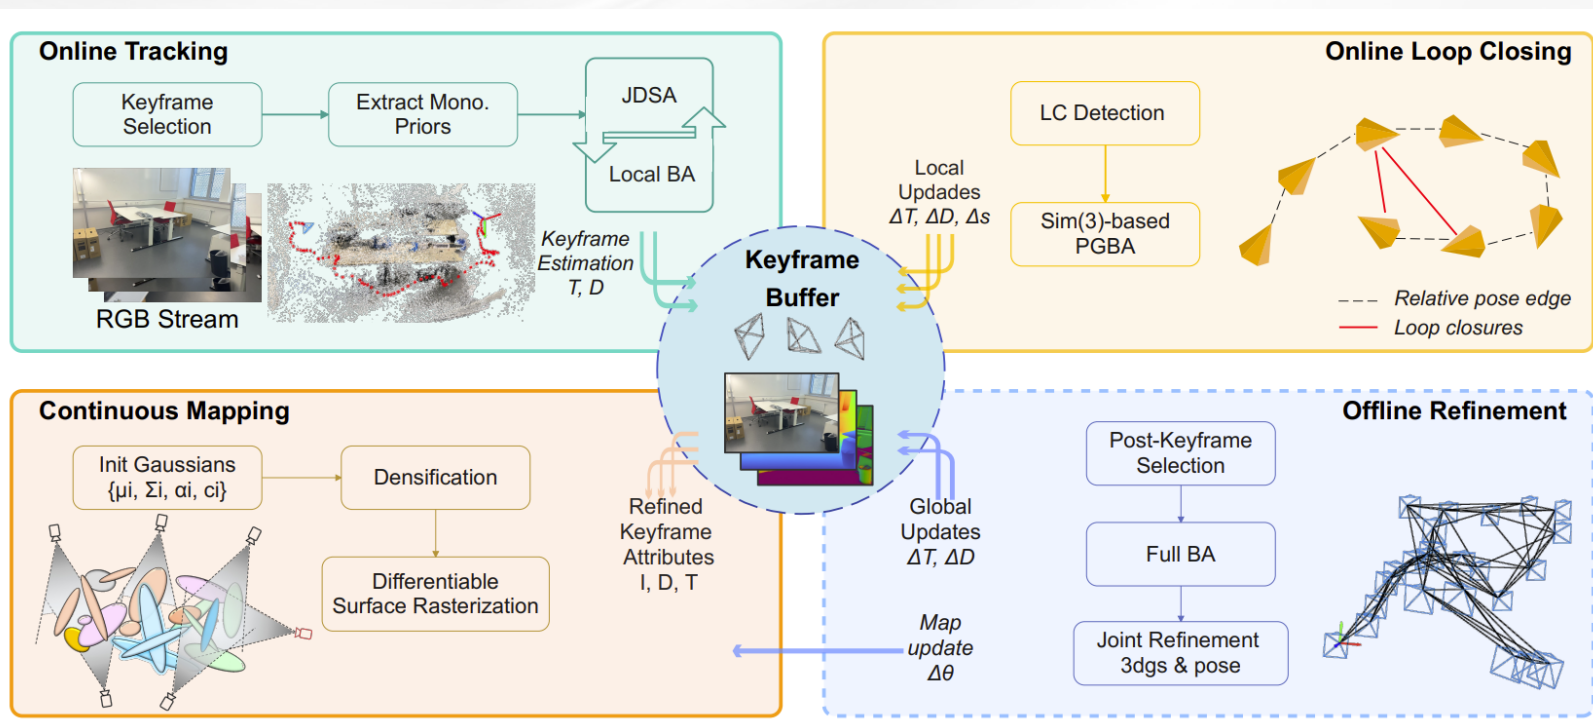 Online Tracking
Keyframe
Selection
Extract Mono.
Priors
JDSA
Local BA
RGB Stream
Keyframe
Estimation
T, D
Online Loop Closing
LC Detection
Sim(3)-based
PGBA
Local
Updades
ΔT, ΔD, Δs
Relative pose edge
Loop closures
Keyframe
Buffer
Continuous Mapping
Init Gaussians
{μi, Σi, αi, ci}
Densification
Differentiable
Surface Rasterization
Refined
Keyframe
Attributes
I, D, T
Offline Refinement
Post-Keyframe
Selection
Full BA
Joint Refinement
3dgs & pose
Global
Updates
ΔT, ΔD
Map
update
Δθ